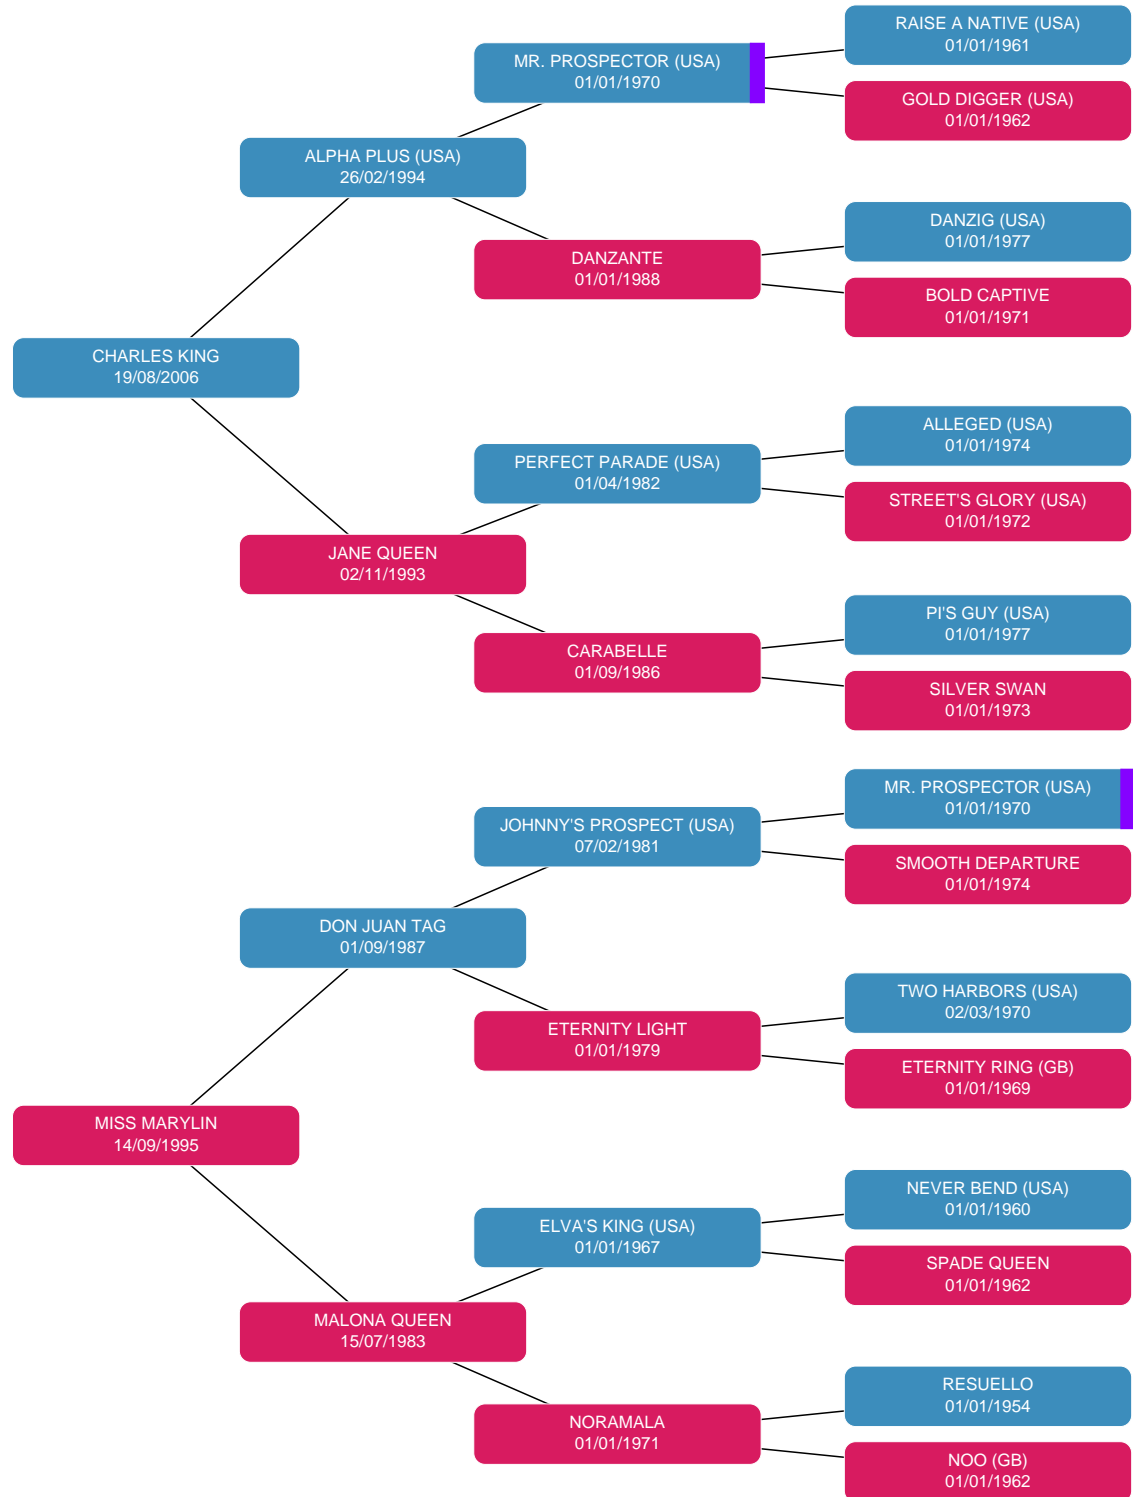 RAISE A NATIVE (USA)
01/01/1961
MR. PROSPECTOR (USA)
01/01/1970
GOLD DIGGER (USA)
01/01/1962
ALPHA PLUS (USA)
26/02/1994
DANZIG (USA)
01/01/1977
DANZANTE
01/01/1988
BOLD CAPTIVE
01/01/1971
CHARLES KING
19/08/2006
ALLEGED (USA)
01/01/1974
PERFECT PARADE (USA)
01/04/1982
STREET'S GLORY (USA)
01/01/1972
JANE QUEEN
02/11/1993
PI'S GUY (USA)
01/01/1977
CARABELLE
01/09/1986
SILVER SWAN
01/01/1973
MR. PROSPECTOR (USA)
01/01/1970
JOHNNY'S PROSPECT (USA)
07/02/1981
SMOOTH DEPARTURE
01/01/1974
DON JUAN TAG
01/09/1987
TWO HARBORS (USA)
02/03/1970
ETERNITY LIGHT
01/01/1979
ETERNITY RING (GB)
01/01/1969
MISS MARYLIN
14/09/1995
NEVER BEND (USA)
01/01/1960
ELVA'S KING (USA)
01/01/1967
SPADE QUEEN
01/01/1962
MALONA QUEEN
15/07/1983
RESUELLO
01/01/1954
NORAMALA
01/01/1971
NOO (GB)
01/01/1962